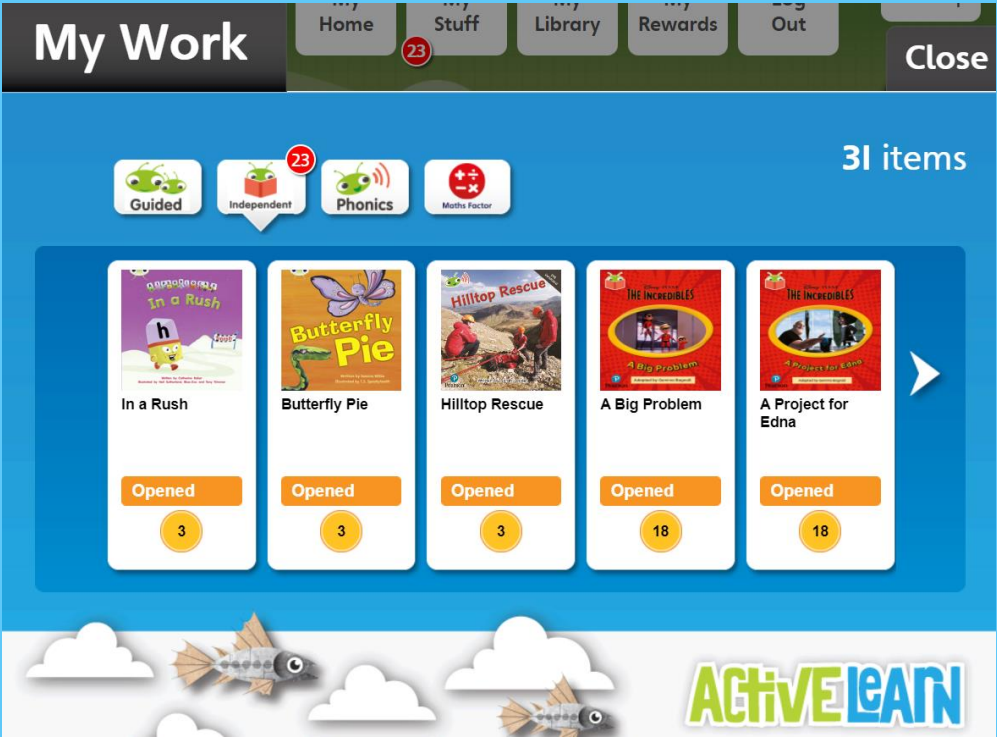 My Work
Home
Stuff
Library
Rewards
Log
Out
23
Close
31 items
Guided
Independent
23
Phonics
Maths Factor
In a Rush
h
Butterfly
Pie
Hilltop Rescue
Pearson
THE INCREDIBLES
A Big Problem
THE INCREDIBLES
A Project for Edna
In a Rush
Butterfly Pie
Hilltop Rescue
A Big Problem
A Project for
Edna
Opened
Opened
Opened
Opened
Opened
3
3
3
18
18
ACTiVE LEARN